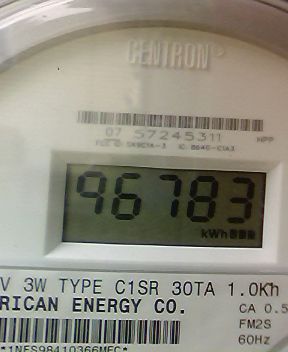 CENTRON®
07 57245311
96783
kWh
V 3W TYPE C1SR 30TA 1.0Kh
RICAN ENERGY CO.
CA 0.5
FM2S
60Hz